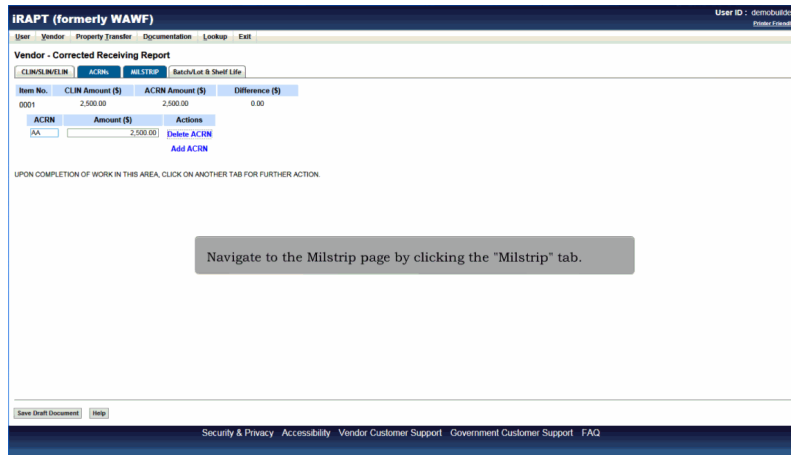 iRAPT (formerly WAWF)
User ID : demobuilde
Printer Friendl
User Vendor Property Transfer Documentation Lookup Exit
Vendor - Corrected Receiving Report
CLIN/SLIN/ELIN ACRNs MILSTRIP Batch/Lot & Shelf Life
Item No. CLIN Amount ($) ACRN Amount ($) Difference ($)
0001 2,500.00 2,500.00 0.00
ACRN Amount ($) Actions
AA 2,500.00 Delete ACRN
Add ACRN
UPON COMPLETION OF WORK IN THIS AREA, CLICK ON ANOTHER TAB FOR FURTHER ACTION.
Navigate to the Milstrip page by clicking the "Milstrip" tab.
Save Draft Document Help
Security & Privacy Accessibility Vendor Customer Support Government Customer Support FAQ